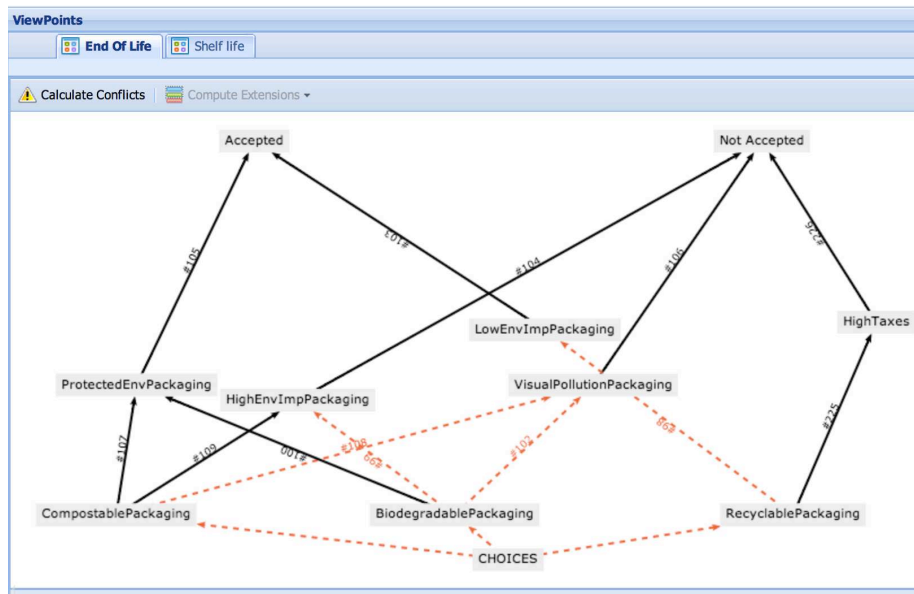 ViewPoints
End Of Life
Shelf life
Calculate Conflicts
Compute Extensions
Accepted
Not Accepted
#105
#103
#104
#106
#226
LowEnvImpPackaging
HighTaxes
ProtectedEnvPackaging
HighEnvImpPackaging
VisualPollutionPackaging
#107
#109
#100
#108
#99
#102
#98
#225
CompostablePackaging
BiodegradablePackaging
RecyclablePackaging
CHOICES